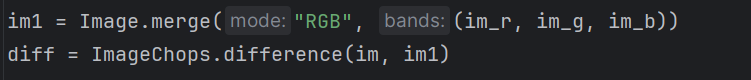 im1 = Image.merge(mode: "RGB", bands: (im_r, im_g, im_b))
diff = ImageChops.difference(im, im1)